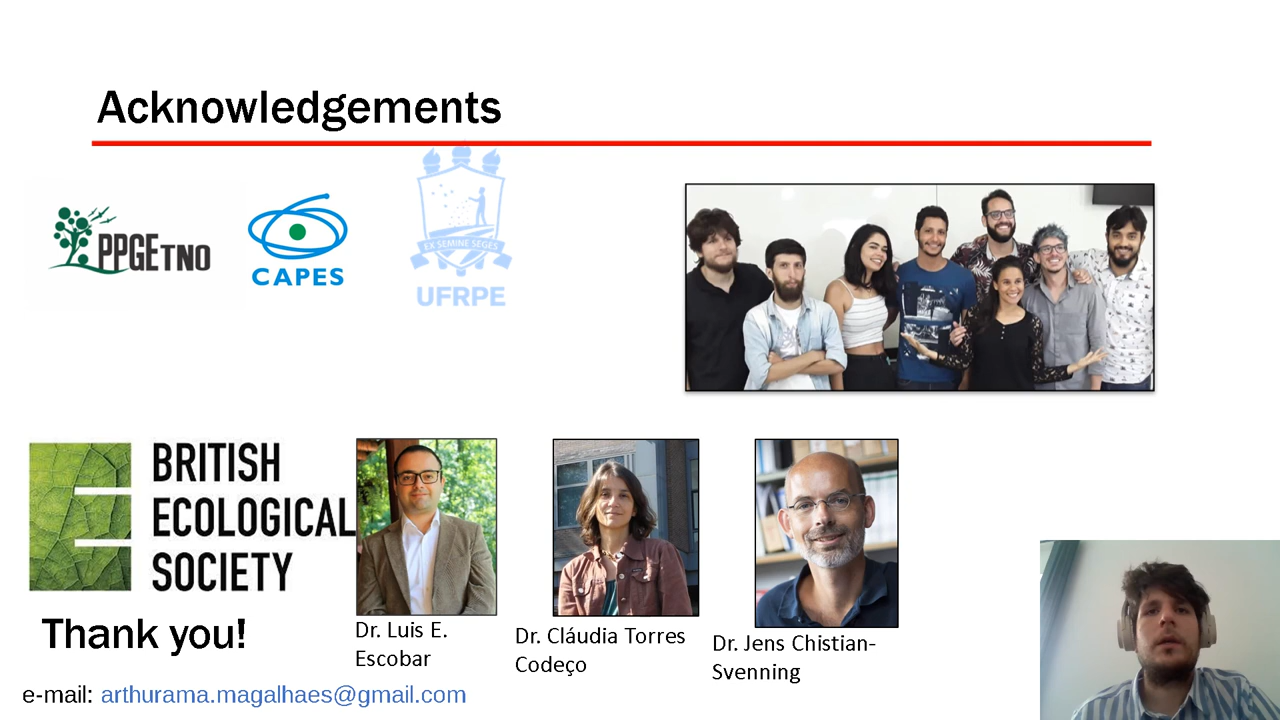 Acknowledgements
PPGETNO
CAPES
EX SEMINE SEGES
UFRPE
BRITISH
ECOLOGICAL
SOCIETY
Thank you!
Dr. Luis E.
Escobar
Dr. Cláudia Torres
Codeço
Dr. Jens Chistian-
Svenning
e-mail: arthurama.magalhaes@gmail.com